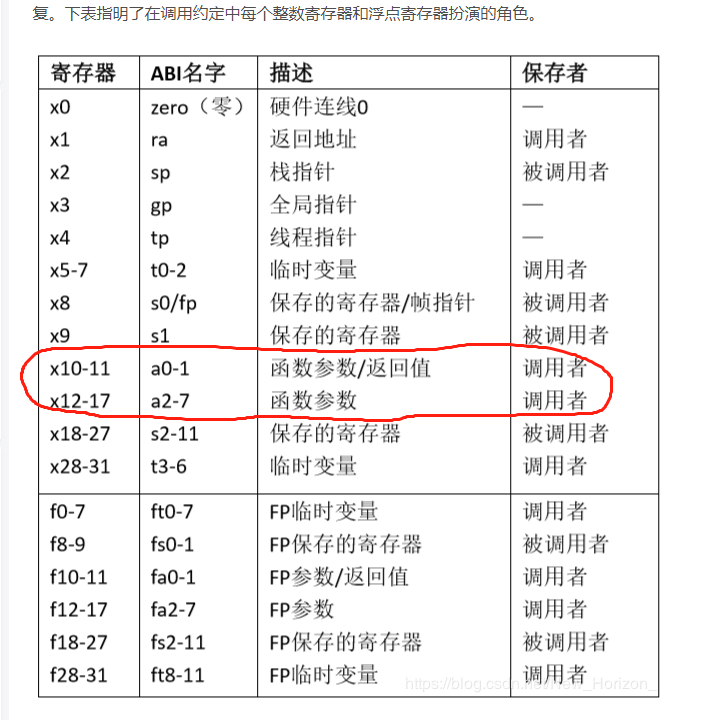 复。下表指明了在调用约定中每个整数寄存器和浮点寄存器扮演的角色。
寄存器 ABI名字 描述 保存者
x0 zero（零） 硬件连线0 —
x1 ra 返回地址 调用者
x2 sp 栈指针 被调用者
x3 gp 全局指针 —
x4 tp 线程指针 —
x5-7 t0-2 临时变量 调用者
x8 s0/fp 保存的寄存器/帧指针 被调用者
x9 s1 保存的寄存器 被调用者
x10-11 a0-1 函数参数/返回值 调用者
x12-17 a2-7 函数参数 调用者
x18-27 s2-11 保存的寄存器 被调用者
x28-31 t3-6 临时变量 调用者
f0-7 ft0-7 FP临时变量 调用者
f8-9 fs0-1 FP保存的寄存器 被调用者
f10-11 fa0-1 FP参数/返回值 调用者
f12-17 fa2-7 FP参数 调用者
f18-27 fs2-11 FP保存的寄存器 被调用者
f28-31 ft8-11 FP临时变量 调用者
https://blog.csdn.net/New_Horizon_